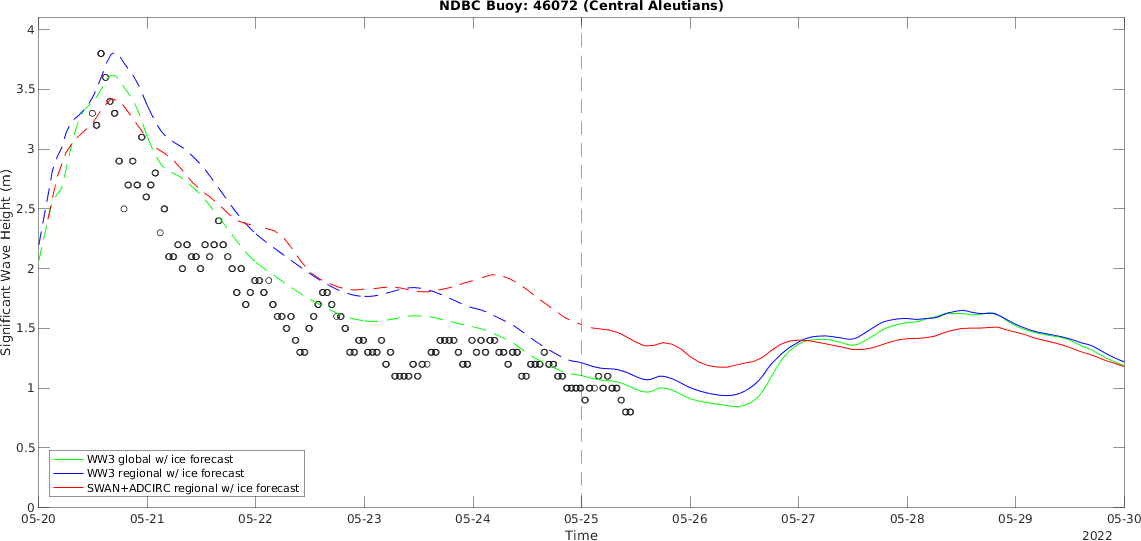 NDBC Buoy: 46072 (Central Aleutians)
4
3.5
3
2.5
2
1.5
1
0.5
0
Significant Wave Height (m)
WW3 global w/ ice forecast
WW3 regional w/ ice forecast
SWAN+ADCIRC regional w/ ice forecast
05-20 05-21 05-22 05-23 05-24 05-25 05-26 05-27 05-28 05-29 05-30
Time
2022